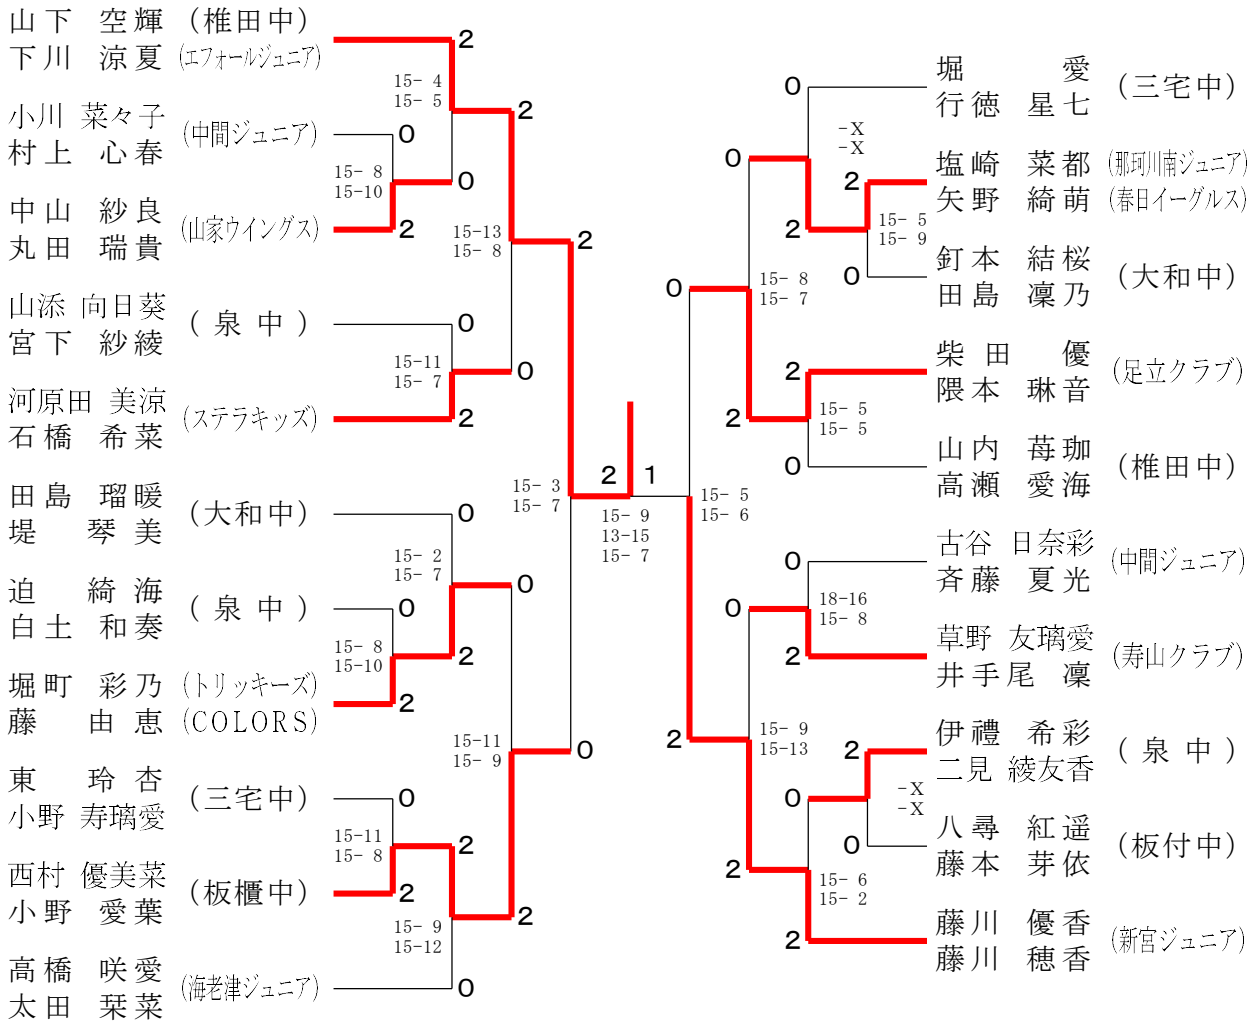 山下 空輝 (椎田中)
下川 涼夏 (エフォールジュニア)
2
15- 4
15- 5
2
小川 菜々子
村上 心春
(中間ジュニア)
0
15- 8
15-10
0
中山 紗良
丸田 瑞貴
(山家ウイングス)
2
15-13
15- 8
2
山添 向日葵
宮下 紗綾
(泉中)
0
15-11
15- 7
0
河原田 美涼
石橋 希菜
(ステラキッズ)
2
15- 3
15- 7
田島 瑠暖
堤 琴美
(大和中)
0
15- 2
15- 7
0
迫 綺海
白土 和奏
(泉中)
0
15- 8
15-10
2
堀町 彩乃 (トリッキーズ)
藤 由恵 (COLORS)
2
15-11
15- 9
0
東 玲杏
小野 寿璃愛
(三宅中)
0
15-11
15- 8
2
西村 優美菜
小野 愛葉
(板櫃中)
2
15- 9
15-12
2
高橋 咲愛
太田 栞菜
(海老津ジュニア)
0
2 1
15- 9
13-15
15- 7
0
堀 愛
行徳 星七
(三宅中)
-X
-X
0
2
塩崎 菜都 (那珂川南ジュニア)
矢野 綺萌 (春日イーグルス)
2
15- 5
15- 9
0
釘本 結桜
田島 凜乃
(大和中)
0
15- 8
15- 7
2
柴田 優
隈本 琳音
(足立クラブ)
2
15- 5
15- 5
0
山内 苺珈
高瀬 愛海
(椎田中)
15- 5
15- 6
0
古谷 日奈彩
斉藤 夏光
(中間ジュニア)
0
18-16
15- 8
2
草野 友璃愛
井手尾 凜
(寿山クラブ)
2
15- 9
15-13
2
伊禮 希彩
二見 綾友香
(泉中)
0
-X
-X
0
八尋 紅遥
藤本 芽依
(板付中)
2
15- 6
15- 2
2
藤川 優香
藤川 穂香
(新宮ジュニア)